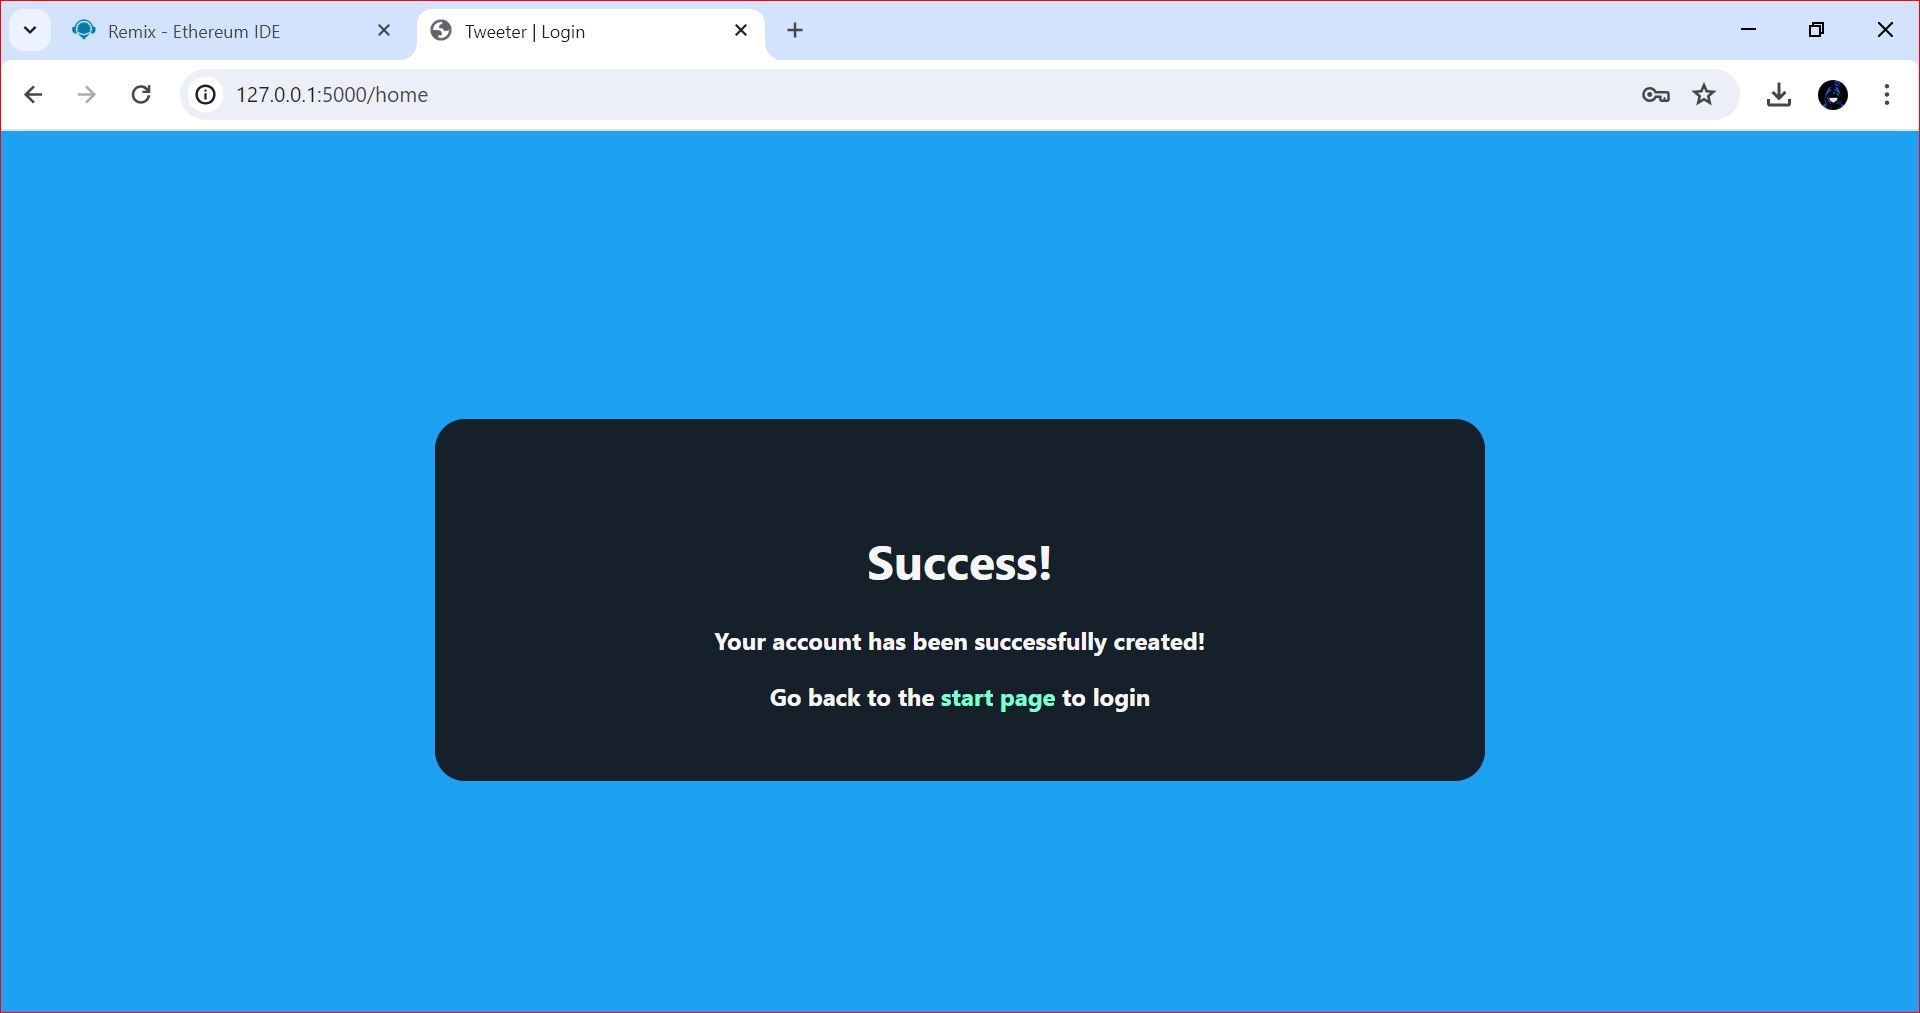 Remix - Ethereum IDE
Tweeter | Login
127.0.0.1:5000/home
Success!
Your account has been successfully created!
Go back to the start page to login